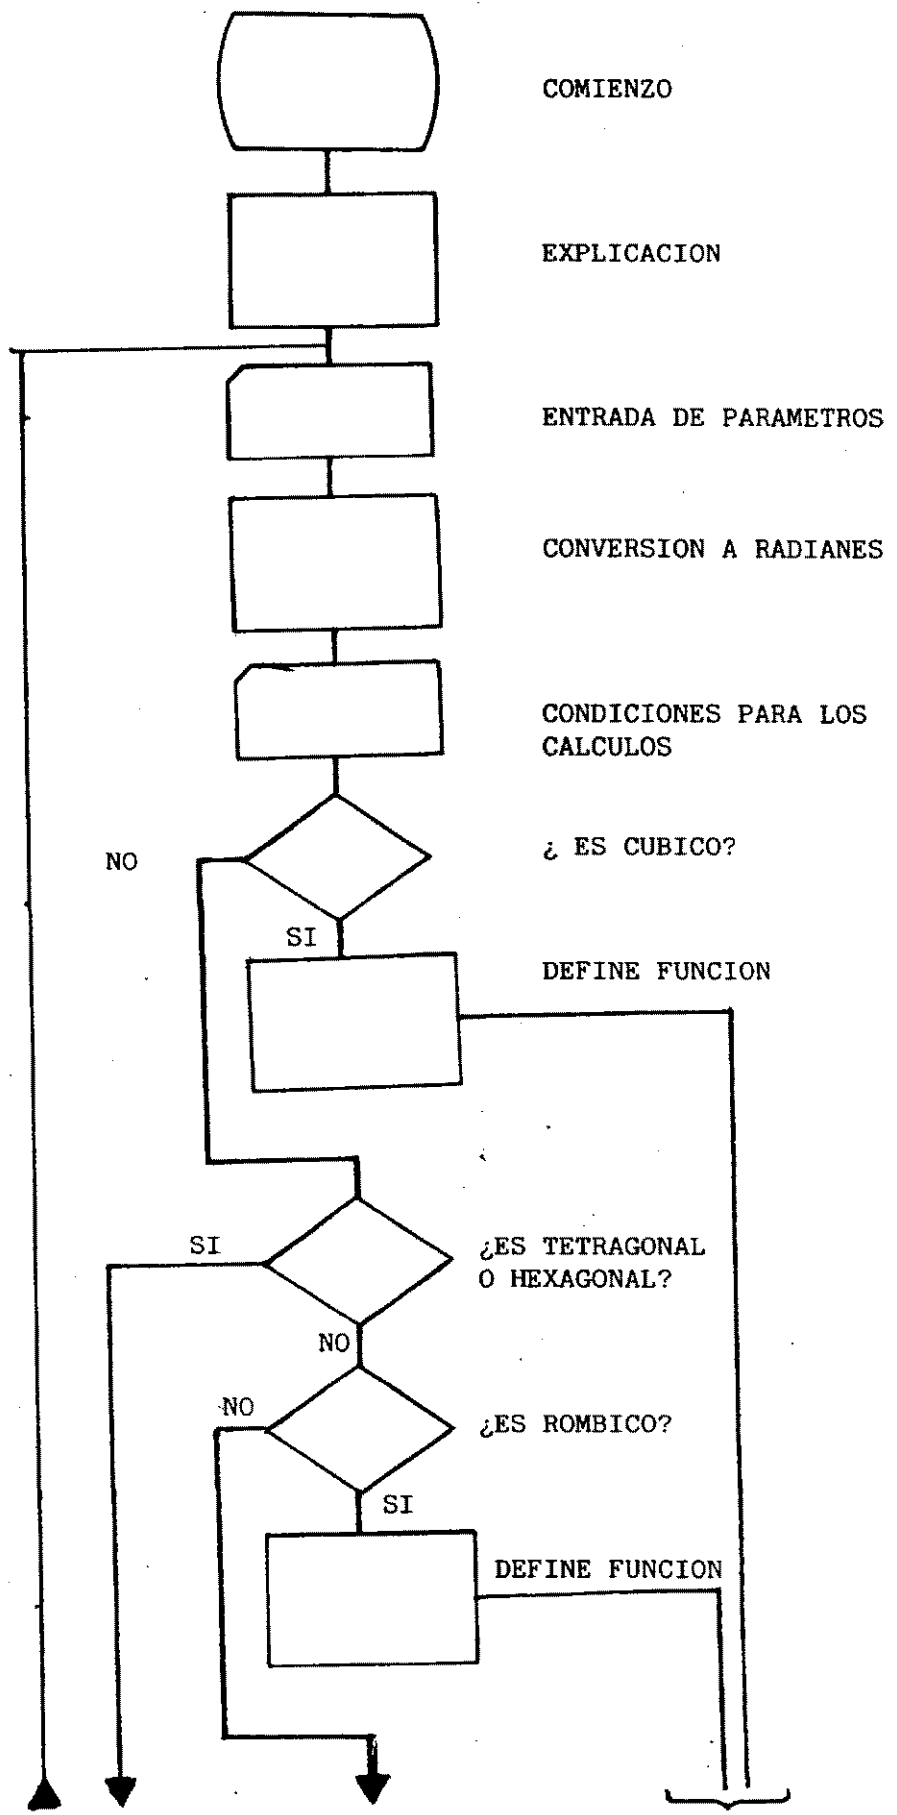 COMIENZO
EXPLICACION
ENTRADA DE PARAMETROS
CONVERSION A RADIANES
CONDICIONES PARA LOS
CALCULOS
¿ ES CUBICO?
NO
SI
DEFINE FUNCION
SI
¿ES TETRAGONAL
O HEXAGONAL?
NO
NO
¿ES ROMBICO?
SI
DEFINE FUNCION